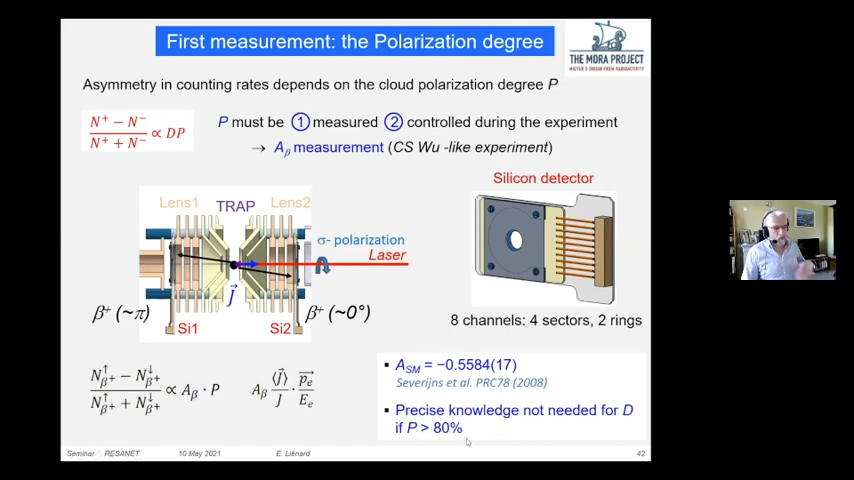 First measurement: the Polarization degree
THE MORA PROJECT
MATTER'S ORIGIN FROM RADIOACTIVITY
Asymmetry in counting rates depends on the cloud polarization degree P
N⁺ − N⁻ / N⁺ + N⁻ ∝ DP
P must be ① measured ② controlled during the experiment
→ Aβ measurement (CS Wu -like experiment)
Silicon detector
Lens1 TRAP Lens2
σ- polarization
Laser
J⃗
β⁺ (~π) β⁺ (~0°)
Si1 Si2
8 channels: 4 sectors, 2 rings
N↑β+ − N↓β+ / N↑β+ + N↓β+ ∝ Aβ · P
Aβ ⟨J⃗⟩/J · p⃗e/Ee
▪ ASM = −0.5584(17)
Severijns et al. PRC78 (2008)
▪ Precise knowledge not needed for D
if P > 80%
Seminar RESANET 10 May 2021 E. Liénard 42